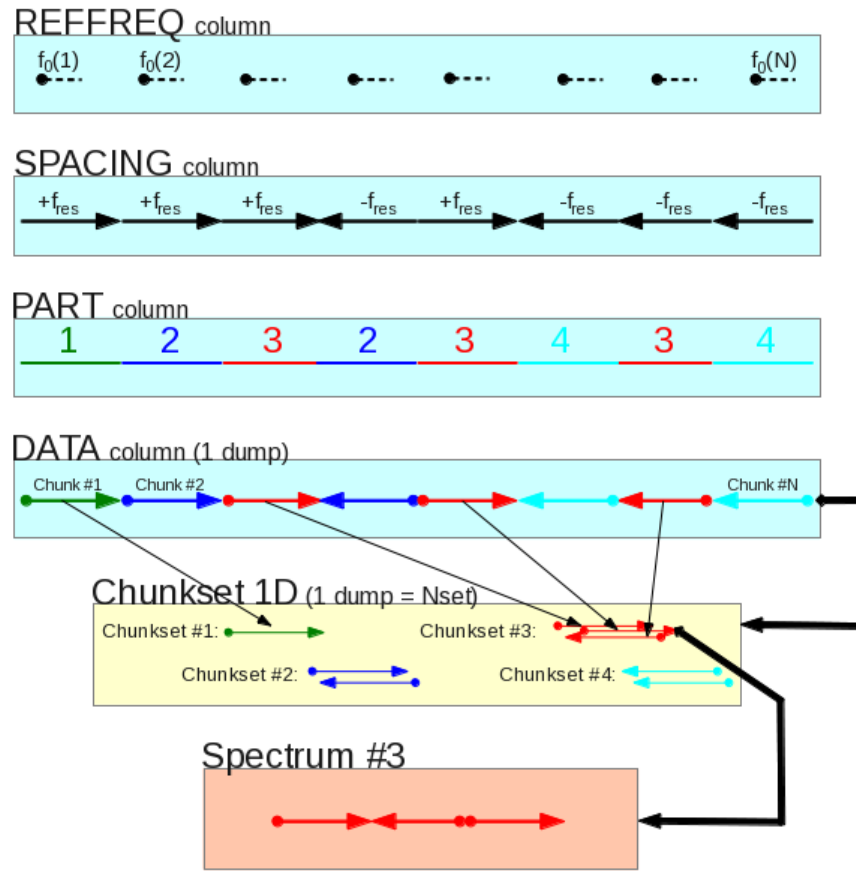 REFFREQ column
f0(1) f0(2) f0(N)
SPACING column
+fres +fres +fres -fres +fres -fres -fres -fres
PART column
1 2 3 2 3 4 3 4
DATA column (1 dump)
Chunk #1 Chunk #2 Chunk #N
Chunkset 1D (1 dump = Nset)
Chunkset #1: Chunkset #3:
Chunkset #2: Chunkset #4:
Spectrum #3